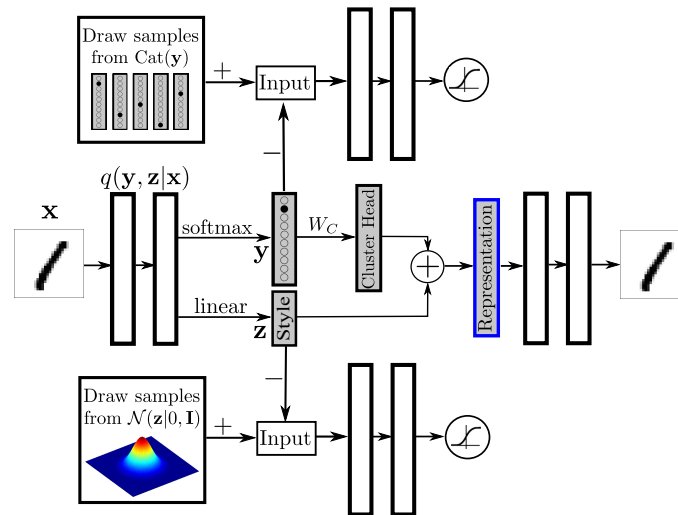 Draw samples
from Cat(y)
+
Input
−
q(y, z|x)
x
softmax
y
W_C
Cluster Head
+
Representation
linear
z
Style
−
Draw samples
from 𝒩(z|0, I)
+
Input